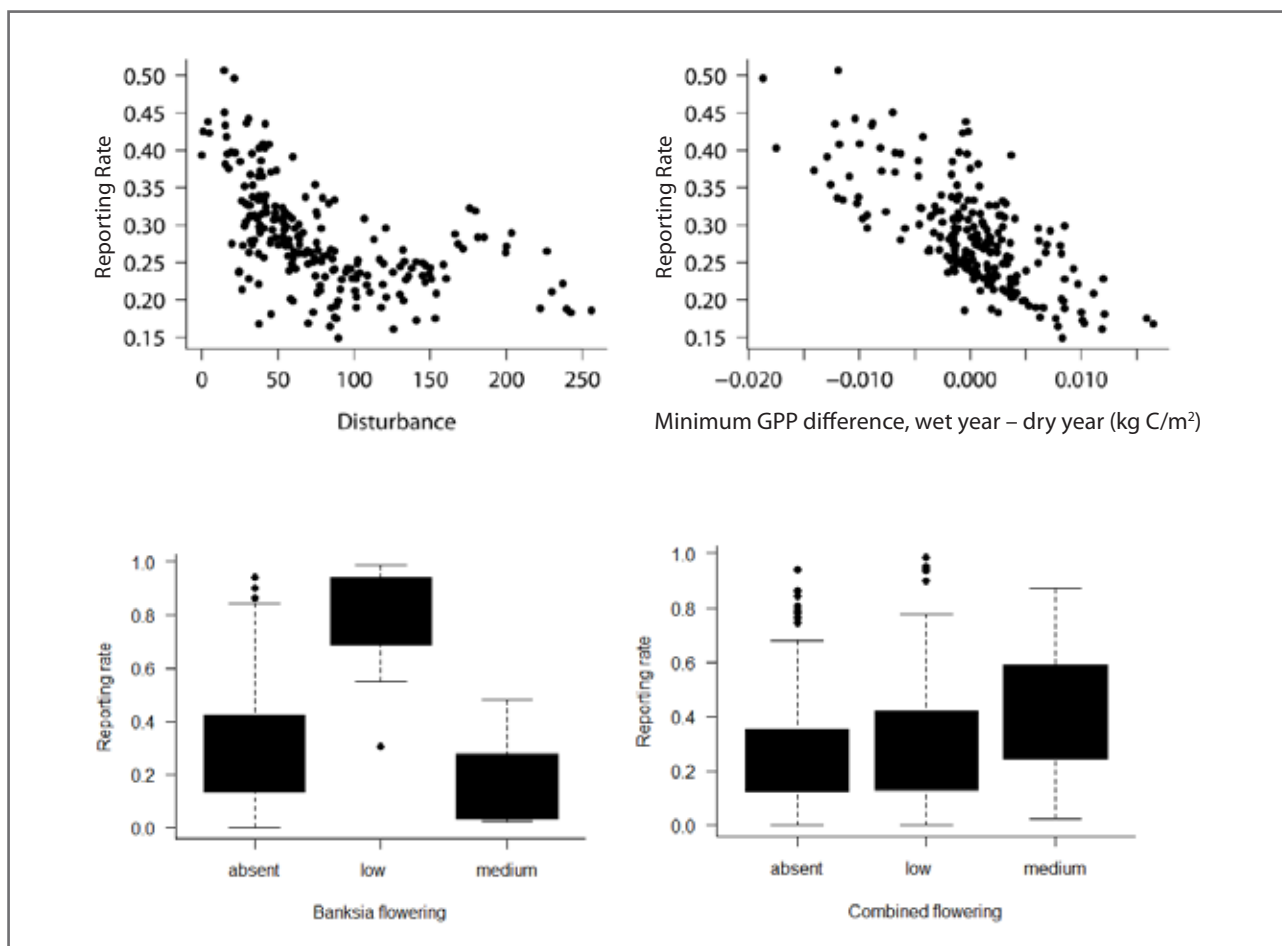 Reporting Rate
0.50
0.45
0.40
0.35
0.30
0.25
0.20
0.15
0 50 100 150 200 250
Disturbance
Reporting Rate
0.50
0.45
0.40
0.35
0.30
0.25
0.20
0.15
−0.020 −0.010 0.000 0.010
Minimum GPP difference, wet year – dry year (kg C/m²)
Reporting rate
1.0
0.8
0.6
0.4
0.2
0.0
absent low medium
Banksia flowering
Reporting rate
1.0
0.8
0.6
0.4
0.2
0.0
absent low medium
Combined flowering